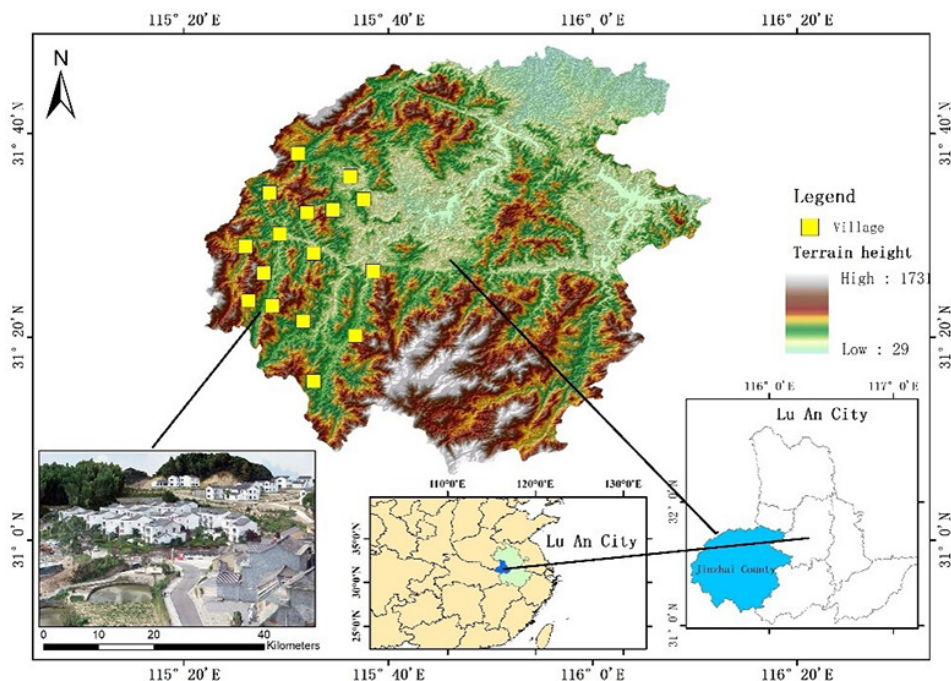 115° 20′ E
115° 40′ E
116° 0′ E
116° 20′ E
N
31° 40′ N
31° 40′ N
Legend
Village
Terrain height
High : 1731
Low : 29
31° 20′ N
31° 20′ N
116° 0′E
117° 0′E
Lu An City
32° N
Jinzhai County
31° 0′N
110°0′E
120°0′E
130°0′E
Lu An City
35°0′N
30°0′N
25°0′N
31° 0′ N
31° 0′ N
0
10
20
40
Kilometers
115° 20′ E
115° 40′ E
116° 0′ E
116° 20′ E